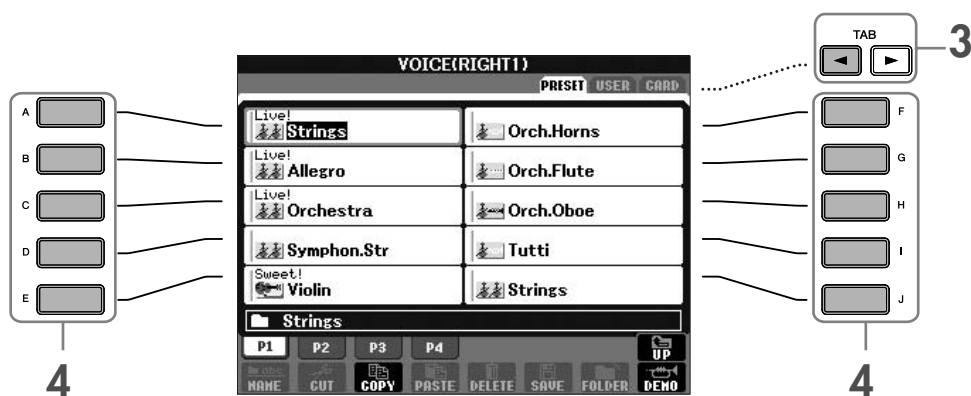 TAB
3
VOICE(RIGHT1)
PRESET USER CARD
A
Live!
Strings
Orch.Horns
F
B
Live!
Allegro
Orch.Flute
G
C
Live!
Orchestra
Orch.Oboe
H
D
Symphon.Str
Tutti
I
E
Sweet!
Violin
Strings
J
Strings
P1 P2 P3 P4 UP
NAME CUT COPY PASTE DELETE SAVE FOLDER DEMO
4
4